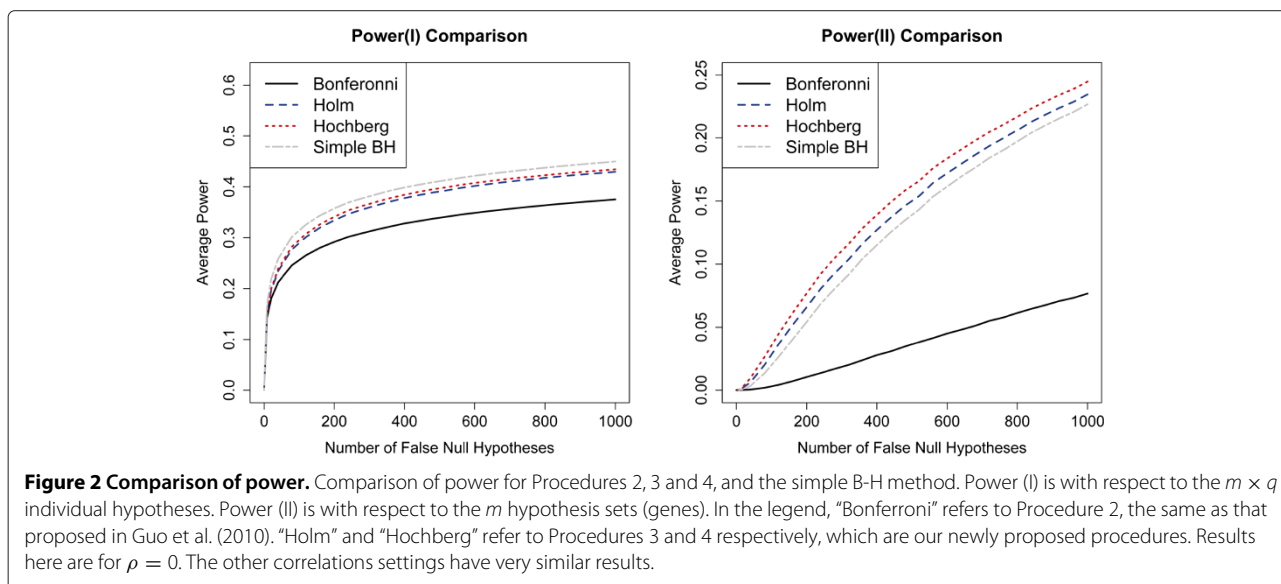 Power(I) Comparison
Average Power
0.0 0.1 0.2 0.3 0.4 0.5 0.6
Bonferonni
Holm
Hochberg
Simple BH
0 200 400 600 800 1000
Number of False Null Hypotheses
Power(II) Comparison
Average Power
0.00 0.05 0.10 0.15 0.20 0.25
Bonferonni
Holm
Hochberg
Simple BH
0 200 400 600 800 1000
Number of False Null Hypotheses
Figure 2 Comparison of power. Comparison of power for Procedures 2, 3 and 4, and the simple B-H method. Power (I) is with respect to the m × q
individual hypotheses. Power (II) is with respect to the m hypothesis sets (genes). In the legend, “Bonferroni” refers to Procedure 2, the same as that
proposed in Guo et al. (2010). “Holm” and “Hochberg” refer to Procedures 3 and 4 respectively, which are our newly proposed procedures. Results
here are for ρ = 0. The other correlations settings have very similar results.